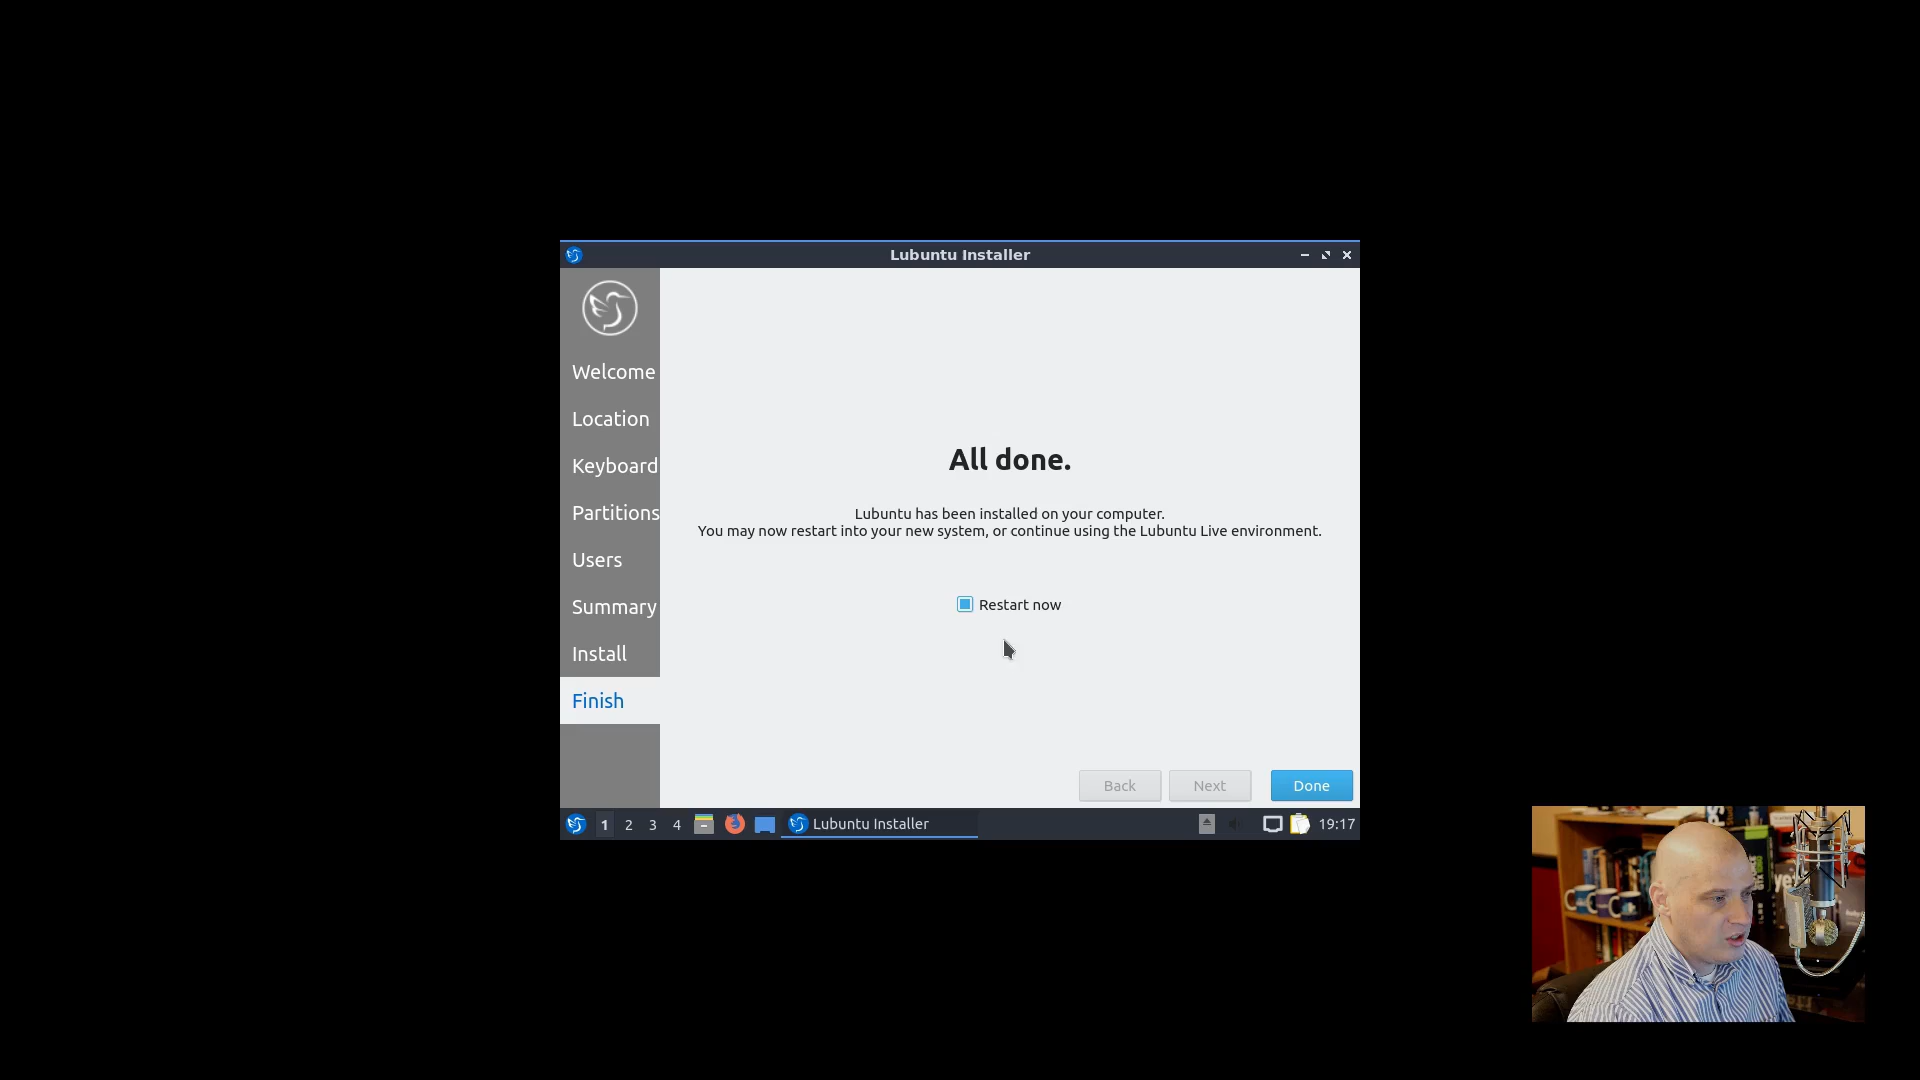 Lubuntu Installer
Welcome
Location
Keyboard
Partitions
Users
Summary
Install
Finish
All done.
Lubuntu has been installed on your computer.
You may now restart into your new system, or continue using the Lubuntu Live environment.
Restart now
Back
Next
Done
1
2
3
4
Lubuntu Installer
19:17